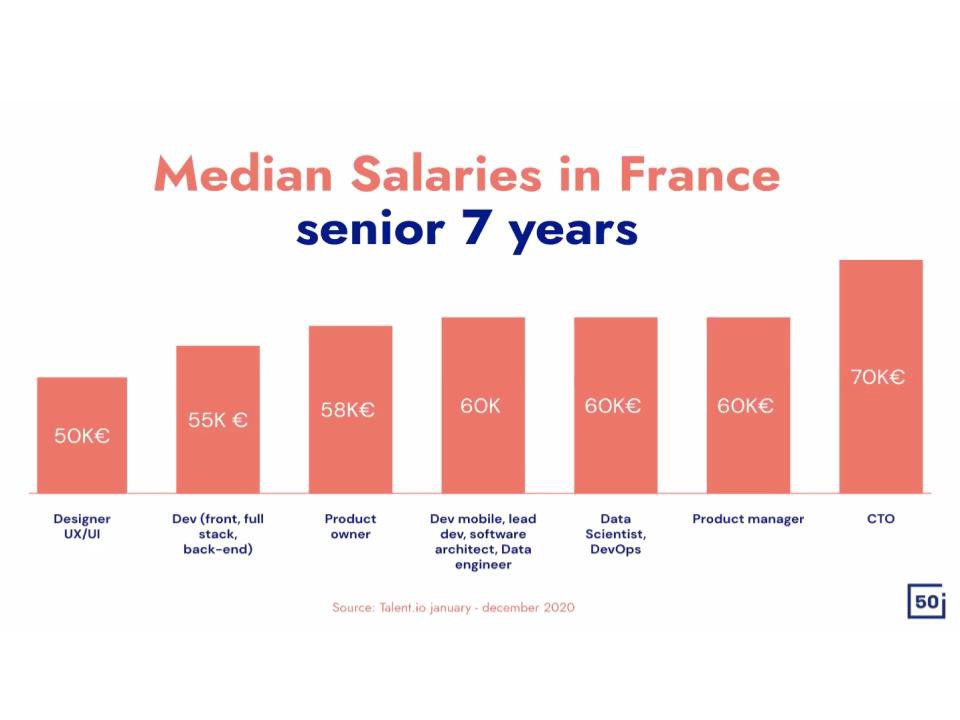 Median Salaries in France
senior 7 years
50K€
55K €
58K€
60K
60K€
60K€
70K€
Designer
UX/UI
Dev (front, full
stack,
back-end)
Product
owner
Dev mobile, lead
dev, software
architect, Data
engineer
Data
Scientist,
DevOps
Product manager
CTO
Source: Talent.io january - december 2020
50j